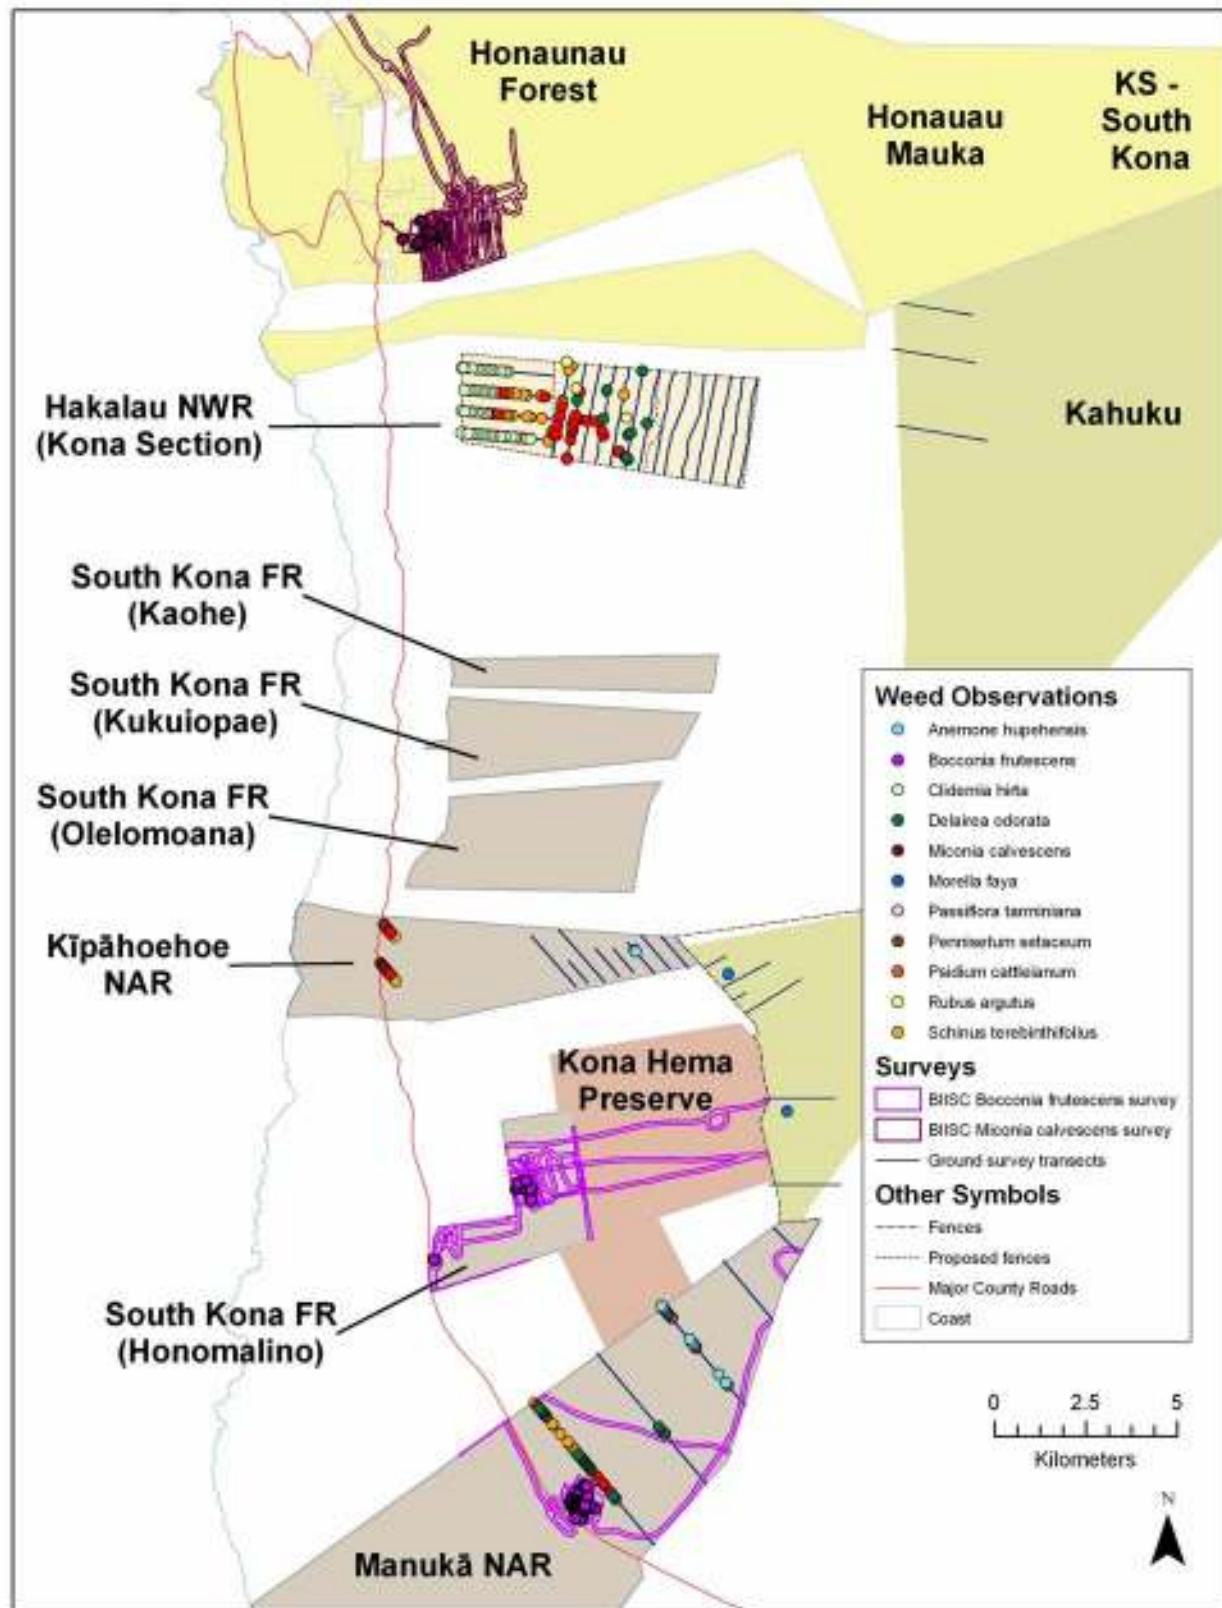 Honaunau
Forest
Honauau
Mauka
KS -
South
Kona
Hakalau NWR
(Kona Section)
Kahuku
South Kona FR
(Kaohe)
South Kona FR
(Kukuiopae)
South Kona FR
(Olelomoana)
Kīpāhoehoe
NAR
Kona Hema
Preserve
South Kona FR
(Honomalino)
Manukā NAR
Weed Observations
Anemone hupehensis
Bocconia frutescens
Clidemia hirta
Delairea odorata
Miconia calvescens
Morella faya
Passiflora tarminiana
Pennisetum setaceum
Psidium cattleianum
Rubus argutus
Schinus terebinthifolius
Surveys
BIISC Bocconia frutescens survey
BIISC Miconia calvescens survey
Ground survey transects
Other Symbols
Fences
Proposed fences
Major County Roads
Coast
0 2.5 5
Kilometers
N